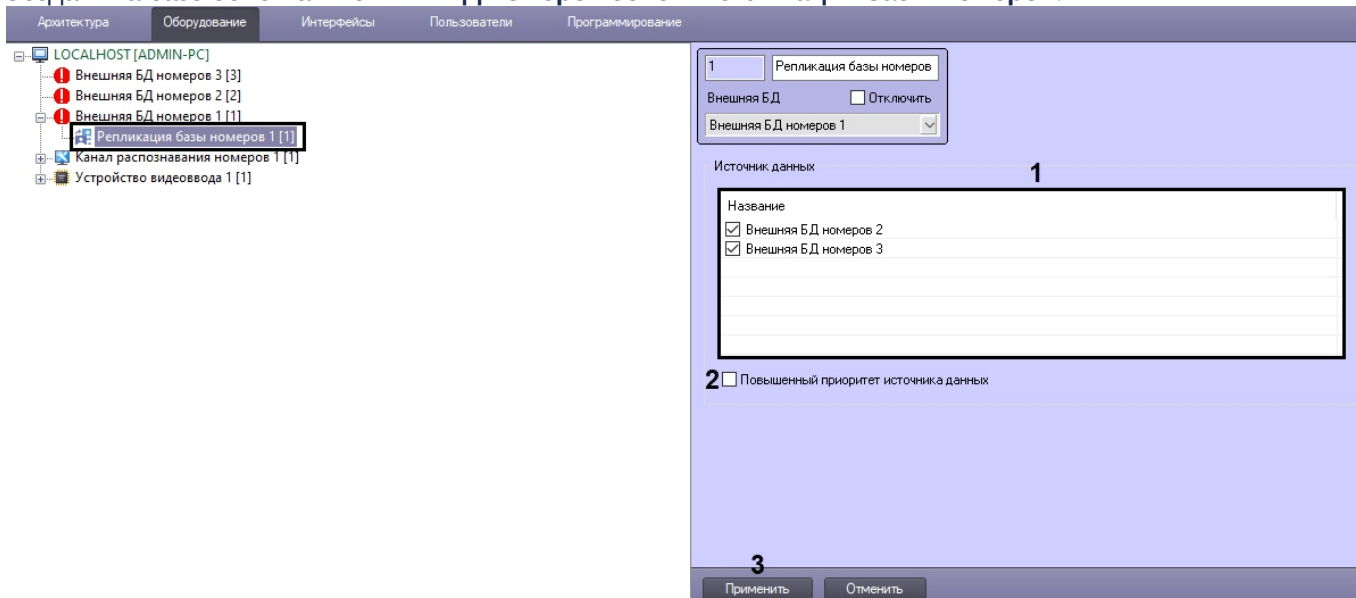 Архитектура Оборудование Интерфейсы Пользователи Программирование
LOCALHOST [ADMIN-PC]
Внешняя БД номеров 3 [3]
Внешняя БД номеров 2 [2]
Внешняя БД номеров 1 [1]
Репликация базы номеров 1 [1]
Канал распознавания номеров 1 [1]
Устройство видеоввода 1 [1]
1 Репликация базы номеров
Внешняя БД Отключить
Внешняя БД номеров 1
Источник данных
1
Название
Внешняя БД номеров 2
Внешняя БД номеров 3
2 Повышенный приоритет источника данных
3
Применить Отменить